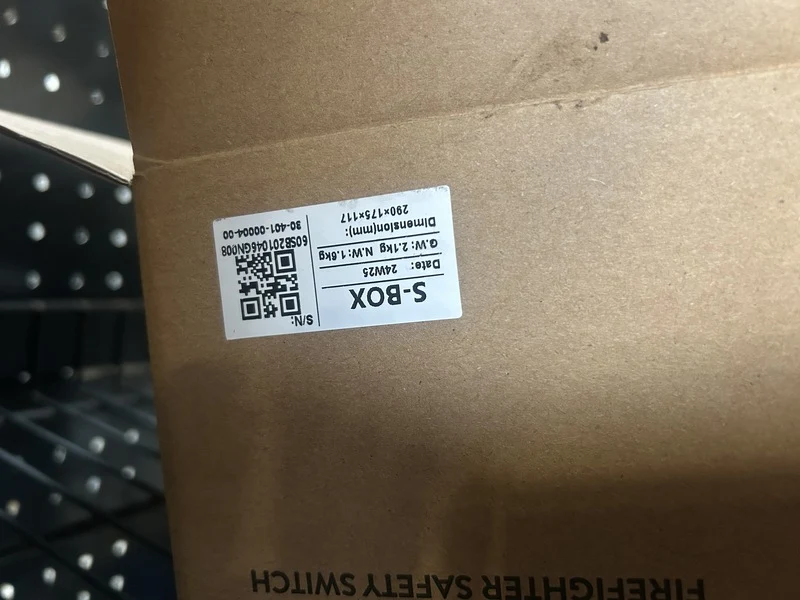 FIREFIGHTER SAFETY SWITCH
S-BOX
Date: 24W25
G.W: 2.1kg N.W: 1.6kg
Dimension(mm):
290×175×117
S/N:
60SB201046GN008
30-401-00004-00